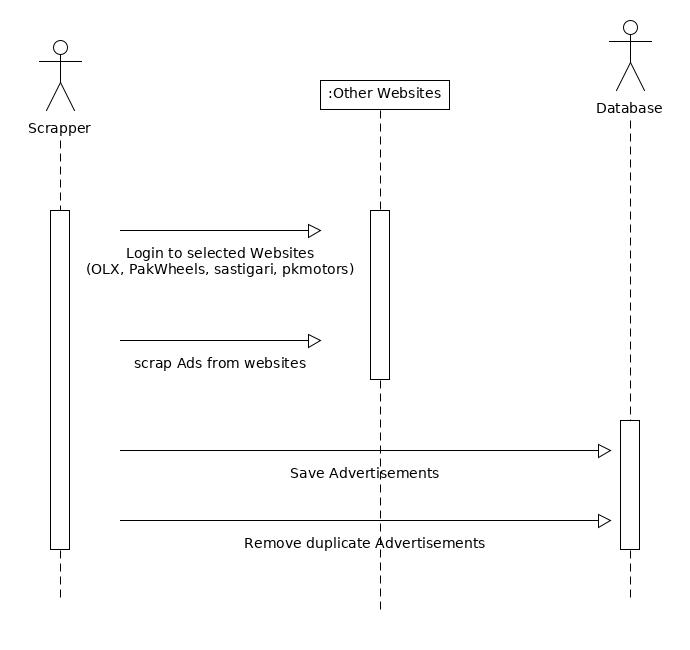 Scrapper
:Other Websites
Database
Login to selected Websites
(OLX, PakWheels, sastigari, pkmotors)
scrap Ads from websites
Save Advertisements
Remove duplicate Advertisements